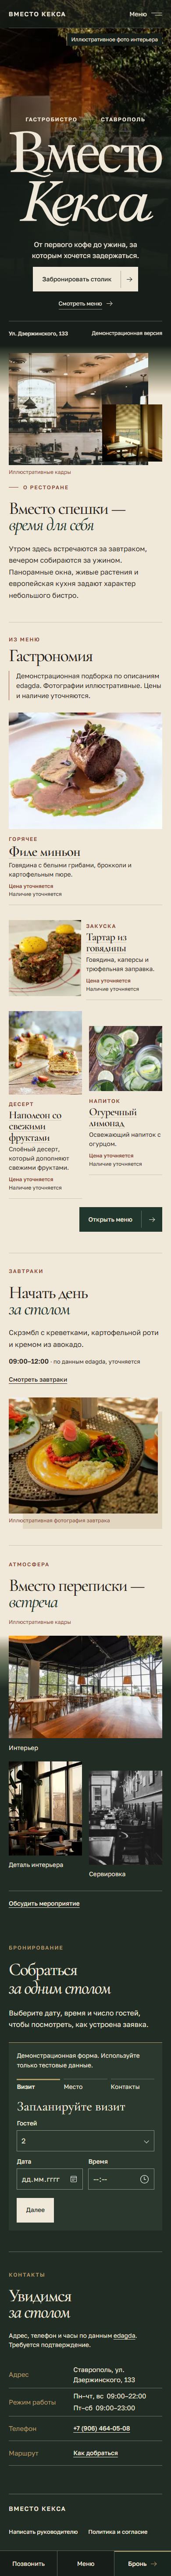 ВМЕСТО КЕКСА
Меню
Иллюстративное фото интерьера
ГАСТРОБИСТРО
СТАВРОПОЛЬ
Вместо
Кекса
От первого кофе до ужина, за
которым хочется задержаться.
Забронировать столик →
Смотреть меню →
Ул. Дзержинского, 133
Демонстрационная версия
Иллюстративные кадры
О РЕСТОРАНЕ
Вместо спешки —
время для себя
Утром здесь встречаются за завтраком,
вечером собираются за ужином.
Панорамные окна, живые растения и
европейская кухня задают характер
небольшого бистро.
ИЗ МЕНЮ
Гастрономия
Демонстрационная подборка по описаниям
edagda. Фотографии иллюстративные. Цены
и наличие уточняются.
ГОРЯЧЕЕ
Филе миньон
Говядина с белыми грибами, брокколи и
картофельным пюре.
Цена уточняется
Наличие уточняется
ЗАКУСКА
Тартар из
говядины
Говядина, каперсы и
трюфельная заправка.
Цена уточняется
Наличие уточняется
ДЕСЕРТ
Наполеон со
свежими
фруктами
Слоёный десерт,
который дополняют
свежими фруктами.
Цена уточняется
Наличие уточняется
НАПИТОК
Огуречный
лимонад
Освежающий напиток с
огурцом.
Цена уточняется
Наличие уточняется
Открыть меню →
ЗАВТРАКИ
Начать день
за столом
Скрэмбл с креветками, картофельной роти
и кремом из авокадо.
09:00–12:00 · по данным edagda, уточняется
Смотреть завтраки
Иллюстративная фотография завтрака
АТМОСФЕРА
Вместо переписки —
встреча
Иллюстративные кадры
Интерьер
Деталь интерьера
Сервировка
Обсудить мероприятие
БРОНИРОВАНИЕ
Собраться
за одним столом
Выберите дату, время и число гостей,
чтобы посмотреть, как устроена заявка.
Демонстрационная форма. Используйте
только тестовые данные.
Визит
Место
Контакты
Запланируйте визит
Гостей
2
Дата
Время
дд.мм.гггг
--:--
Далее
КОНТАКТЫ
Увидимся
за столом
Адрес, телефон и часы по данным edagda.
Требуется подтверждение.
Адрес
Ставрополь, ул.
Дзержинского, 133
Режим работы
Пн–чт, вс 09:00–22:00
Пт–сб 09:00–23:00
Телефон
+7 (906) 464-05-08
Маршрут
Как добраться
ВМЕСТО КЕКСА
Написать руководителю
Политика и согласие
Позвонить
Меню
Бронь →